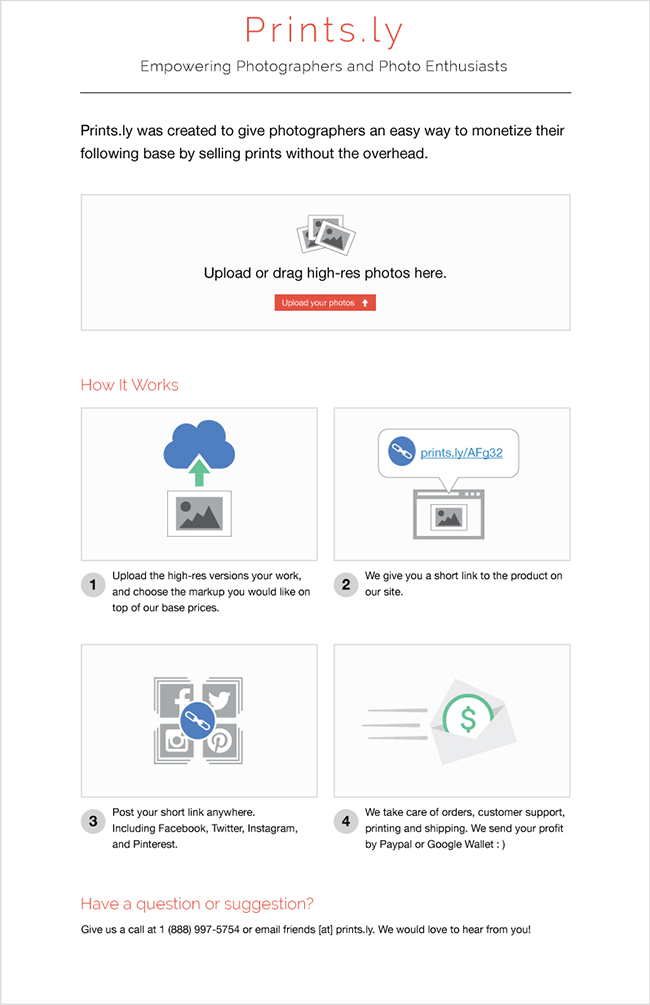 Prints.ly
Empowering Photographers and Photo Enthusiasts
Prints.ly was created to give photographers an easy way to monetize their
following base by selling prints without the overhead.
Upload or drag high-res photos here.
Upload your photos
How It Works
prints.ly/AFg32
1
Upload the high-res versions your work,
and choose the markup you would like on
top of our base prices.
2
We give you a short link to the product on
our site.
$
3
Post your short link anywhere.
Including Facebook, Twitter, Instagram,
and Pinterest.
4
We take care of orders, customer support,
printing and shipping. We send your profit
by Paypal or Google Wallet : )
Have a question or suggestion?
Give us a call at 1 (888) 997-5754 or email friends [at] prints.ly. We would love to hear from you!